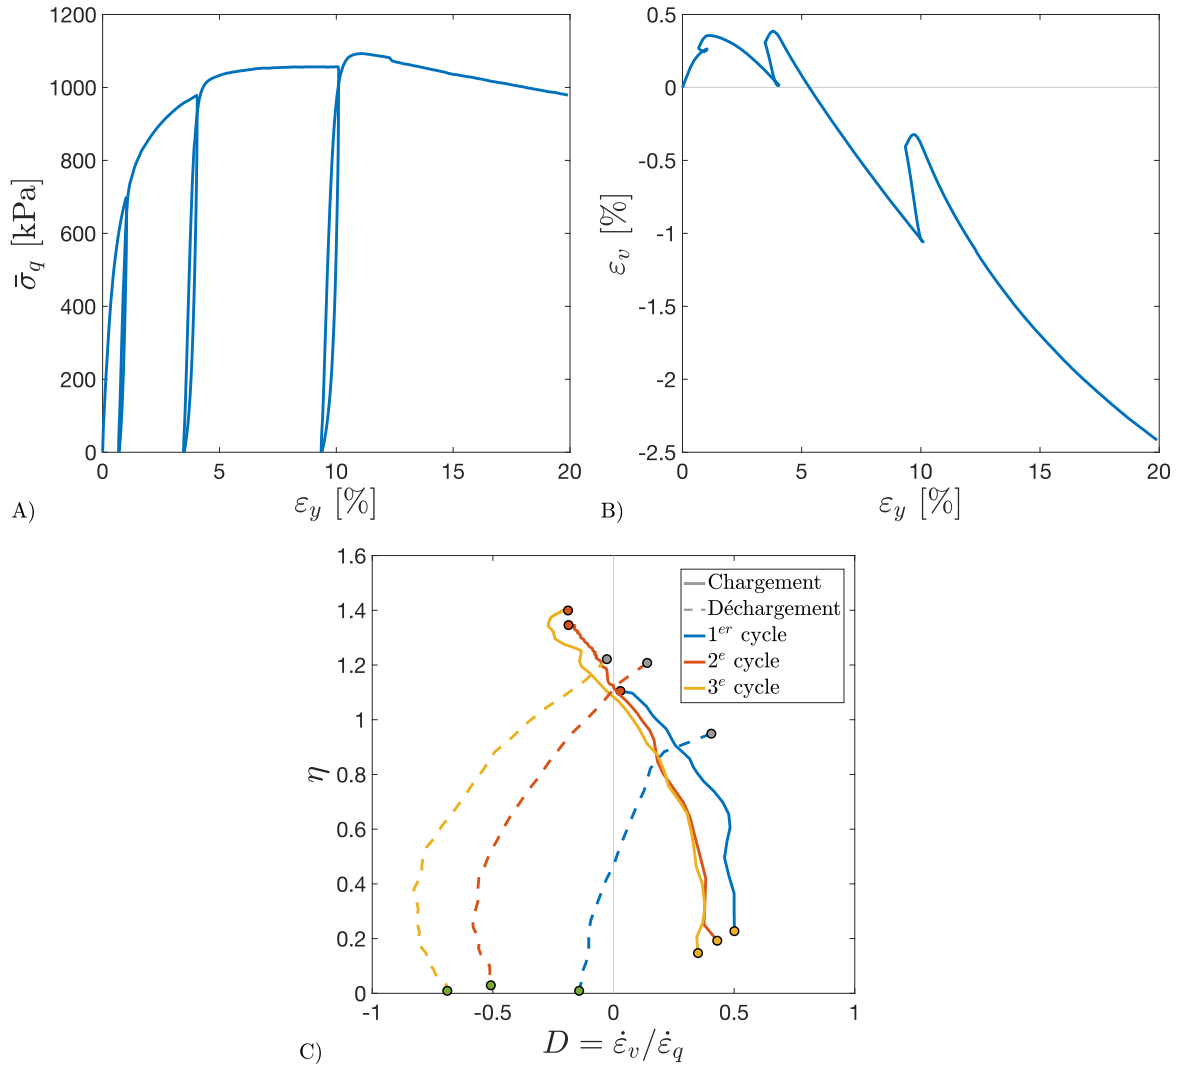 1200
1000
800
600
400
200
0
0
5
10
15
20
σ̄_q [kPa]
ε_y [%]
A)
0.5
0
-0.5
-1
-1.5
-2
-2.5
0
5
10
15
20
ε_v [%]
ε_y [%]
B)
1.6
1.4
1.2
1
0.8
0.6
0.4
0.2
0
-1
-0.5
0
0.5
1
η
D = ε̇_v/ε̇_q
Chargement
Déchargement
1^er cycle
2^e cycle
3^e cycle
C)